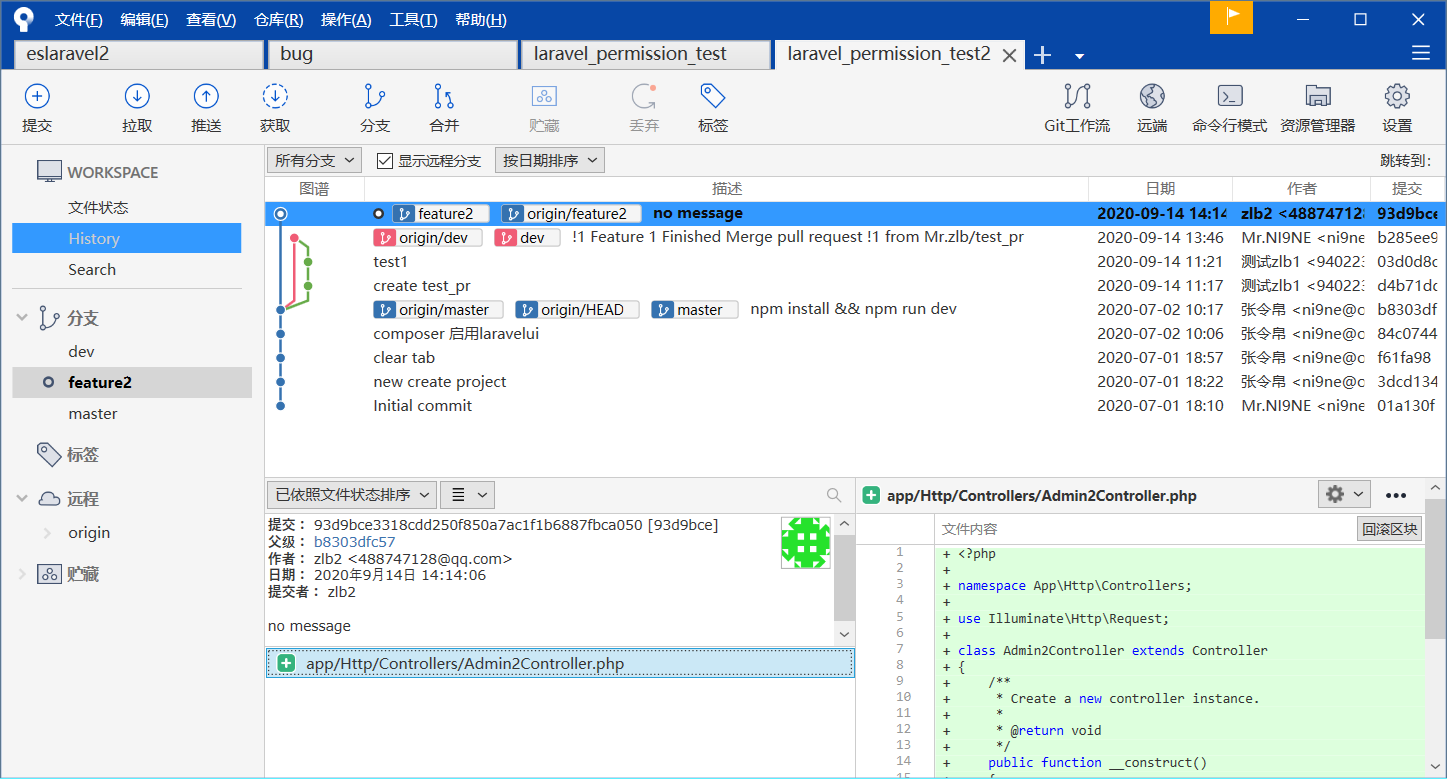 文件(F) 编辑(E) 查看(V) 仓库(R) 操作(A) 工具(T) 帮助(H)
eslaravel2 bug laravel_permission_test laravel_permission_test2
提交 拉取 推送 获取 分支 合并 贮藏 丢弃 标签 Git工作流 远端 命令行模式 资源管理器 设置
WORKSPACE
文件状态
History
Search
分支
dev
feature2
master
标签
远程
origin
贮藏
所有分支 显示远程分支 按日期排序 跳转到:
图谱 描述 日期 作者 提交
feature2 origin/feature2 no message 2020-09-14 14:14 zlb2 <488747128 93d9bce
origin/dev dev !1 Feature 1 Finished Merge pull request !1 from Mr.zlb/test_pr 2020-09-14 13:46 Mr.NI9NE <ni9ne b285ee9
test1 2020-09-14 11:21 测试zlb1 <940223 03d0d8c
create test_pr 2020-09-14 11:17 测试zlb1 <940223 d4b71dc
origin/master origin/HEAD master npm install && npm run dev 2020-07-02 10:17 张令帛 <ni9ne@o b8303df
composer 启用laravelui 2020-07-02 10:06 张令帛 <ni9ne@o 84c0744
clear tab 2020-07-01 18:57 张令帛 <ni9ne@o f61fa98
new create project 2020-07-01 18:22 张令帛 <ni9ne@o 3dcd134
Initial commit 2020-07-01 18:10 Mr.NI9NE <ni9ne 01a130f
已依照文件状态排序
提交： 93d9bce3318cdd250f850a7ac1f1b6887fbca050 [93d9bce]
父级： b8303dfc57
作者： zlb2 <488747128@qq.com>
日期： 2020年9月14日 14:14:06
提交者： zlb2
no message
app/Http/Controllers/Admin2Controller.php
app/Http/Controllers/Admin2Controller.php
文件内容 回滚区块
1 + <?php
2 +
3 + namespace App\Http\Controllers;
4 +
5 + use Illuminate\Http\Request;
6 +
7 + class Admin2Controller extends Controller
8 + {
9 + /**
10 + * Create a new controller instance.
11 + *
12 + * @return void
13 + */
14 + public function __construct()
15 + {